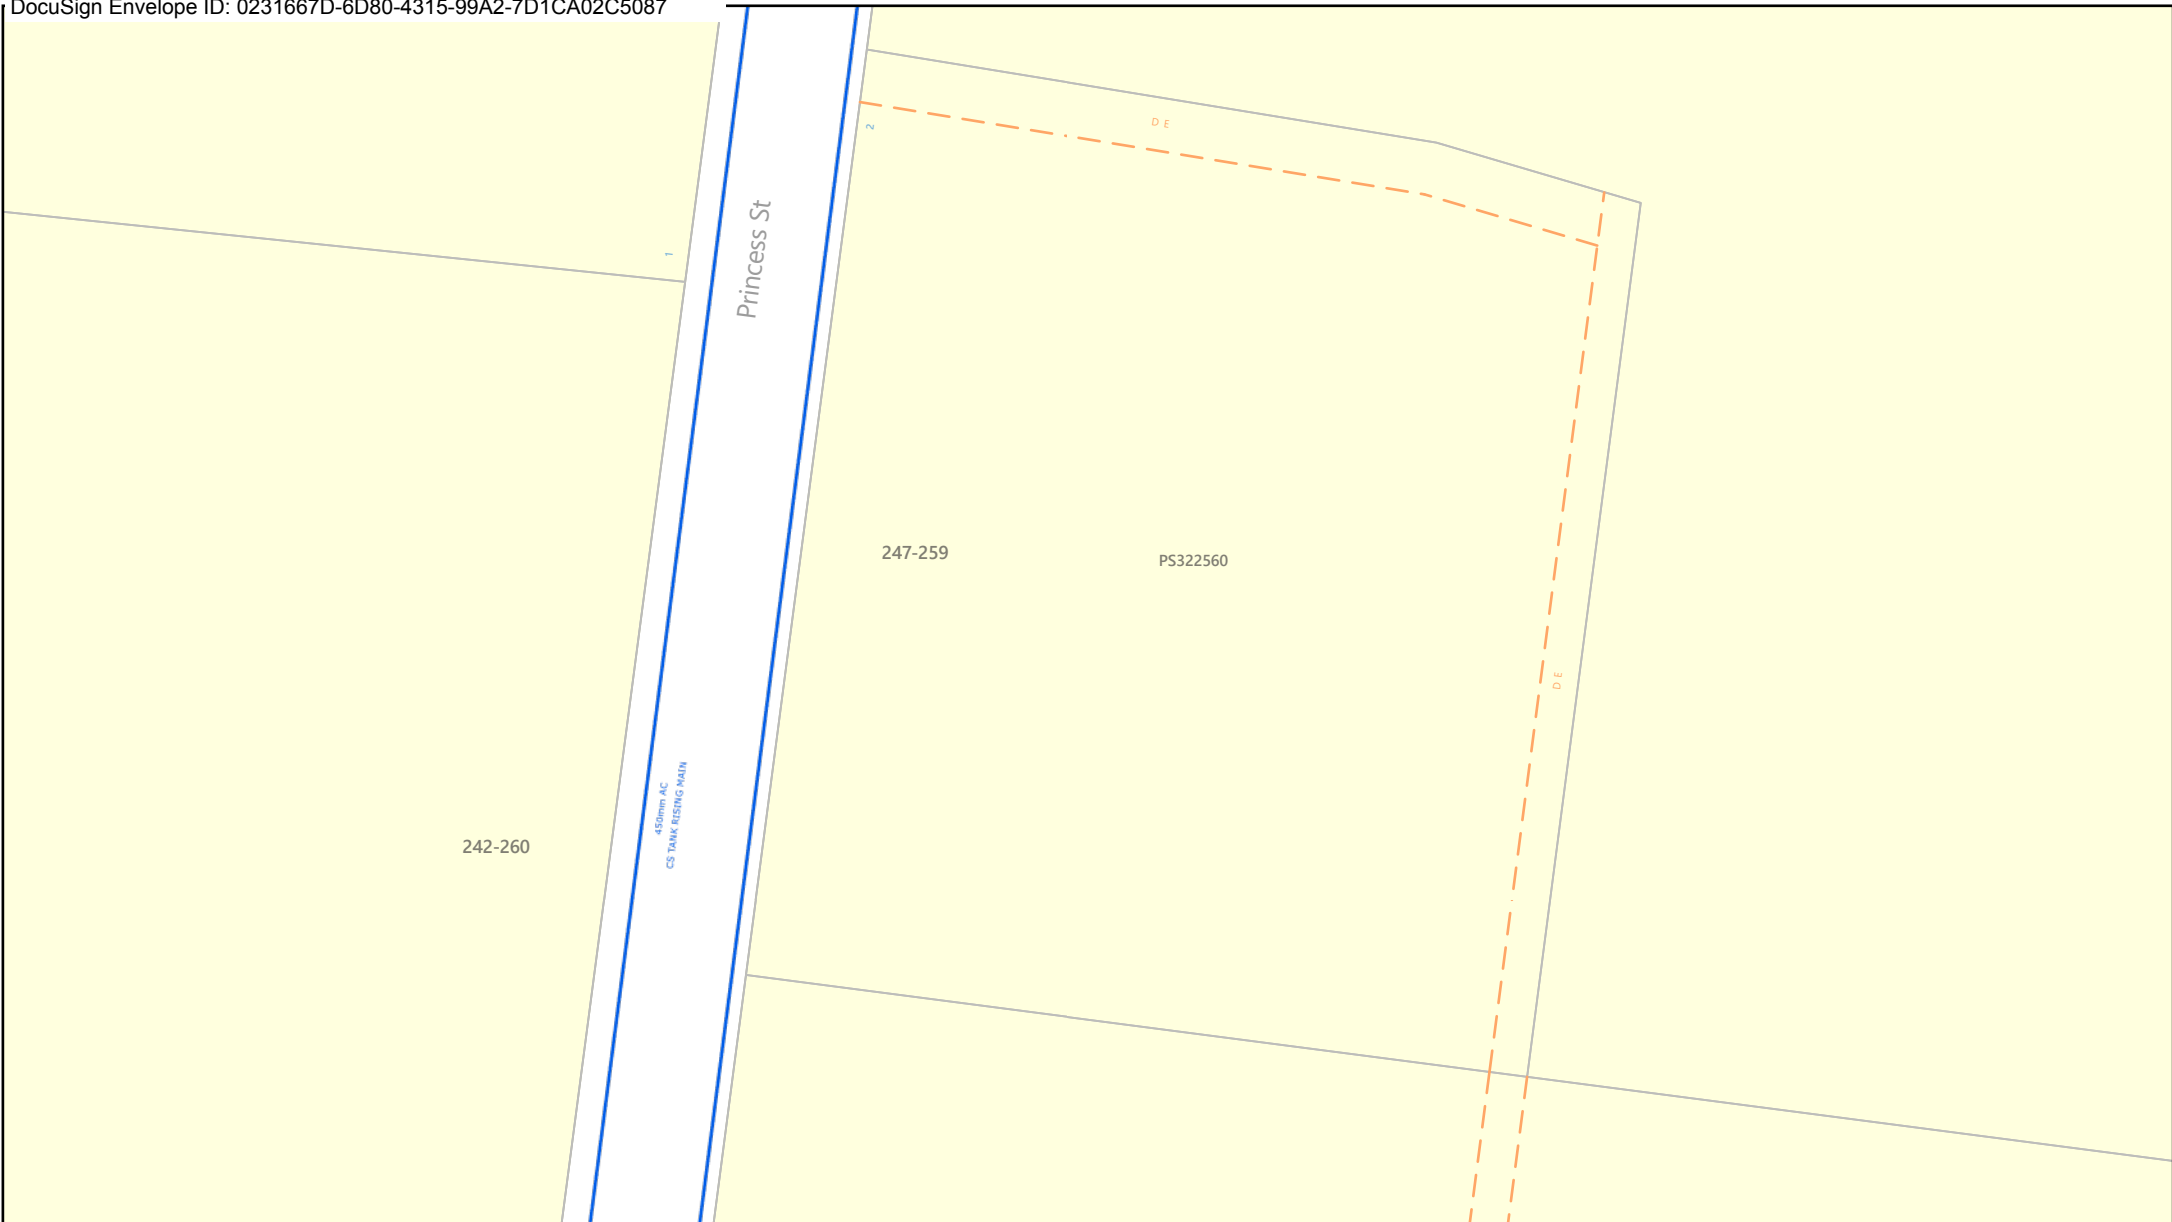 DocuSign Envelope ID: 0231667D-6D80-4315-99A2-7D1CA02C5087
D E
2
Princess St
1
247-259
PS322560
D E
450mm AC
CS TANK RISING MAIN
242-260